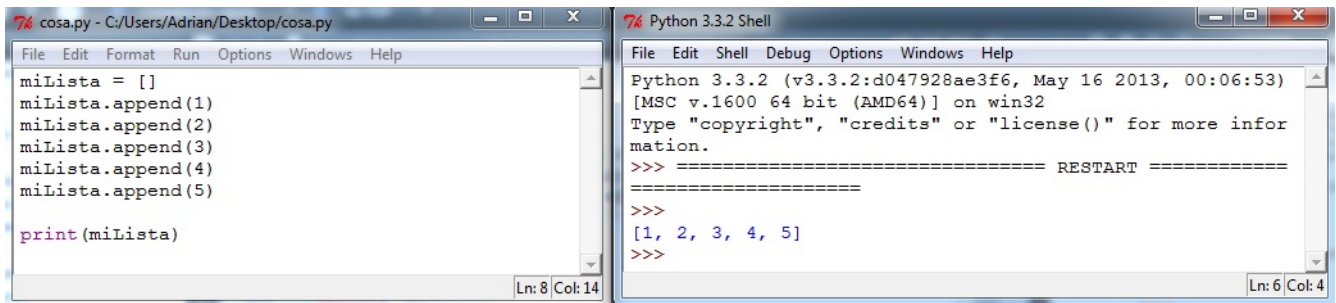 cosa.py - C:/Users/Adrian/Desktop/cosa.py
File Edit Format Run Options Windows Help
miLista = []
miLista.append(1)
miLista.append(2)
miLista.append(3)
miLista.append(4)
miLista.append(5)
print(miLista)
Ln: 8 Col: 14
Python 3.3.2 Shell
File Edit Shell Debug Options Windows Help
Python 3.3.2 (v3.3.2:d047928ae3f6, May 16 2013, 00:06:53)
[MSC v.1600 64 bit (AMD64)] on win32
Type "copyright", "credits" or "license()" for more infor
mation.
>>> ================================ RESTART ============
====================
>>>
[1, 2, 3, 4, 5]
>>>
Ln: 6 Col: 4